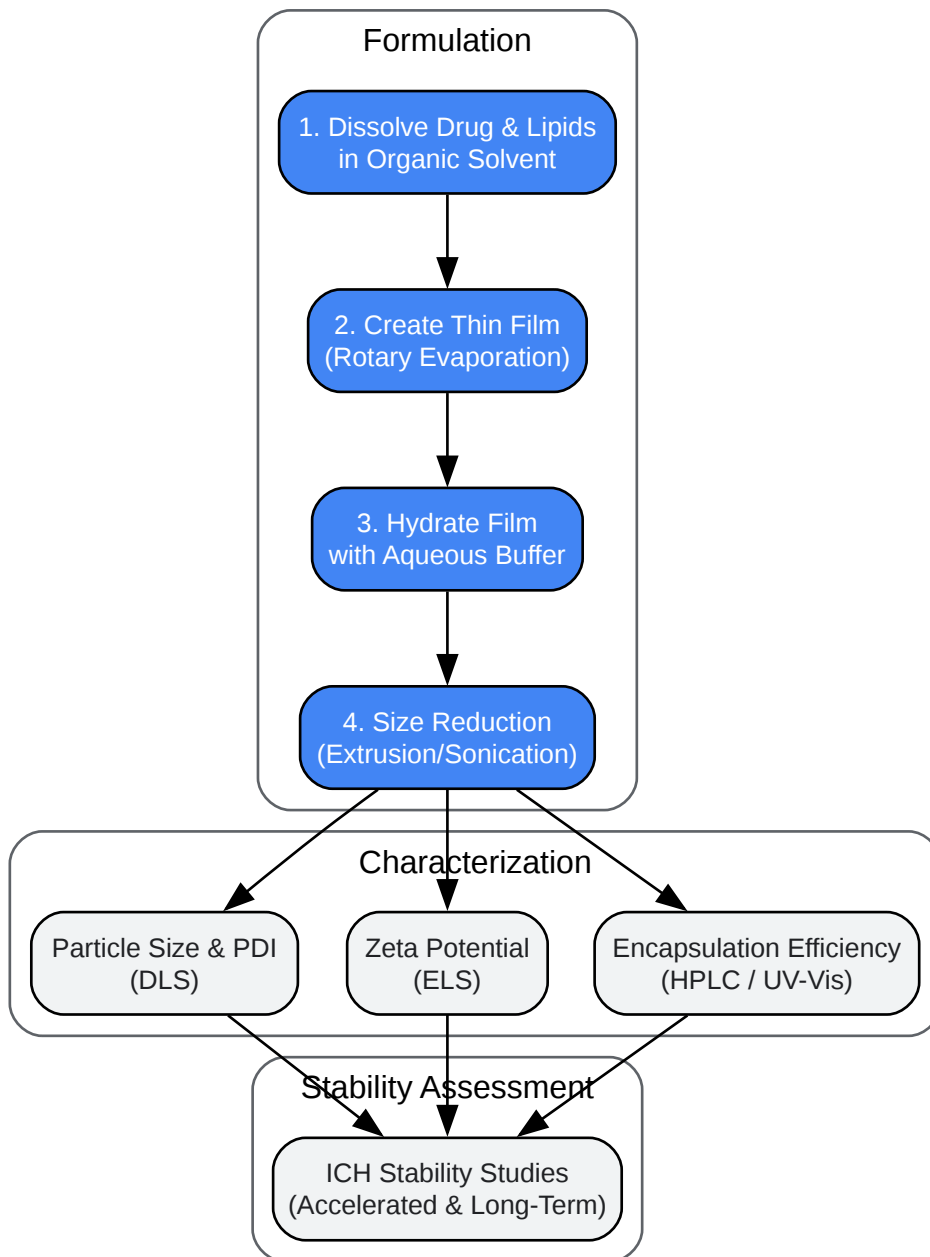 Formulation
1. Dissolve Drug & Lipids
in Organic Solvent
2. Create Thin Film
(Rotary Evaporation)
3. Hydrate Film
with Aqueous Buffer
4. Size Reduction
(Extrusion/Sonication)
Characterization
Particle Size & PDI
(DLS)
Zeta Potential
(ELS)
Encapsulation Efficiency
(HPLC / UV-Vis)
Stability Assessment
ICH Stability Studies
(Accelerated & Long-Term)